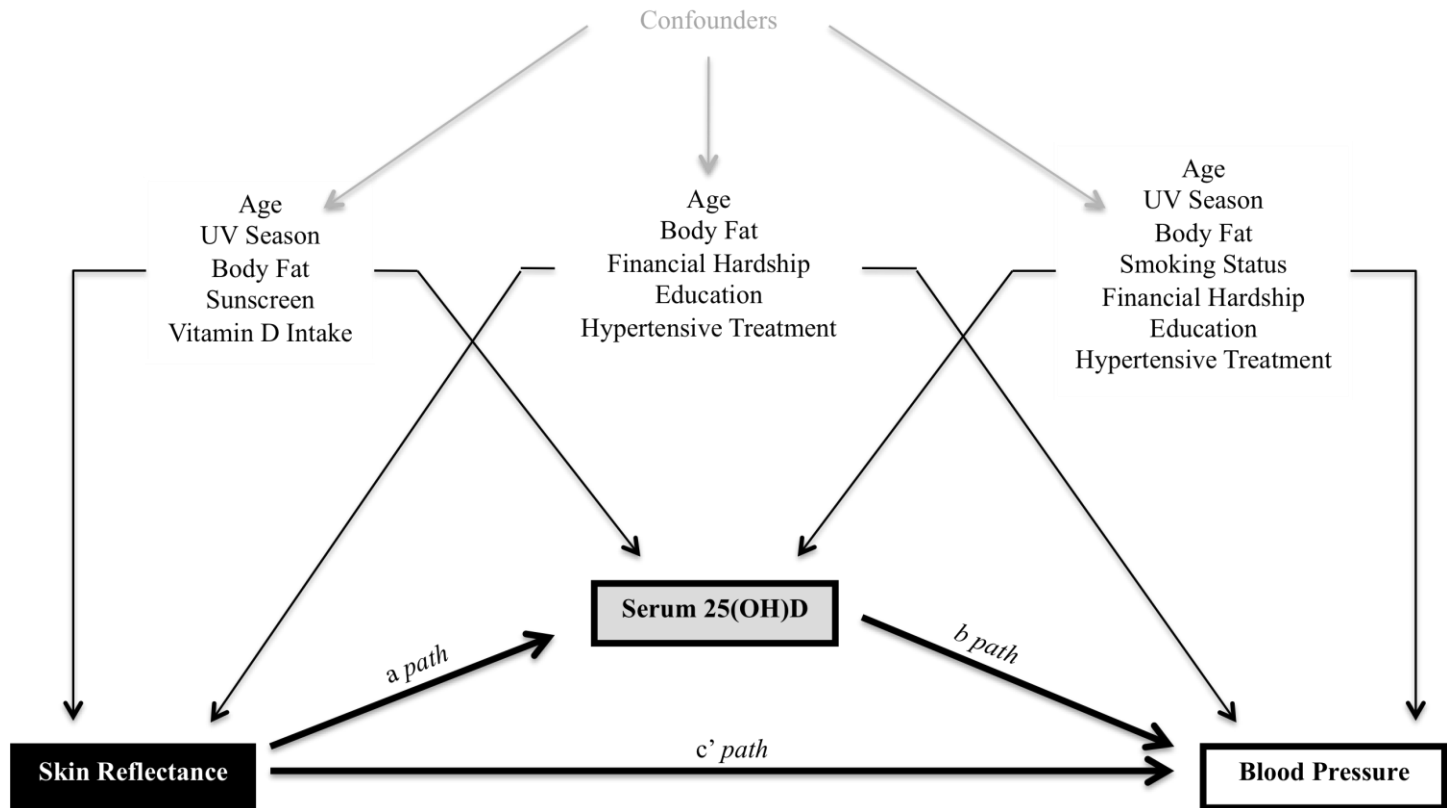 Confounders
Age
UV Season
Body Fat
Sunscreen
Vitamin D Intake
Age
Body Fat
Financial Hardship
Education
Hypertensive Treatment
Age
UV Season
Body Fat
Smoking Status
Financial Hardship
Education
Hypertensive Treatment
Serum 25(OH)D
a path
b path
c' path
Skin Reflectance
Blood Pressure